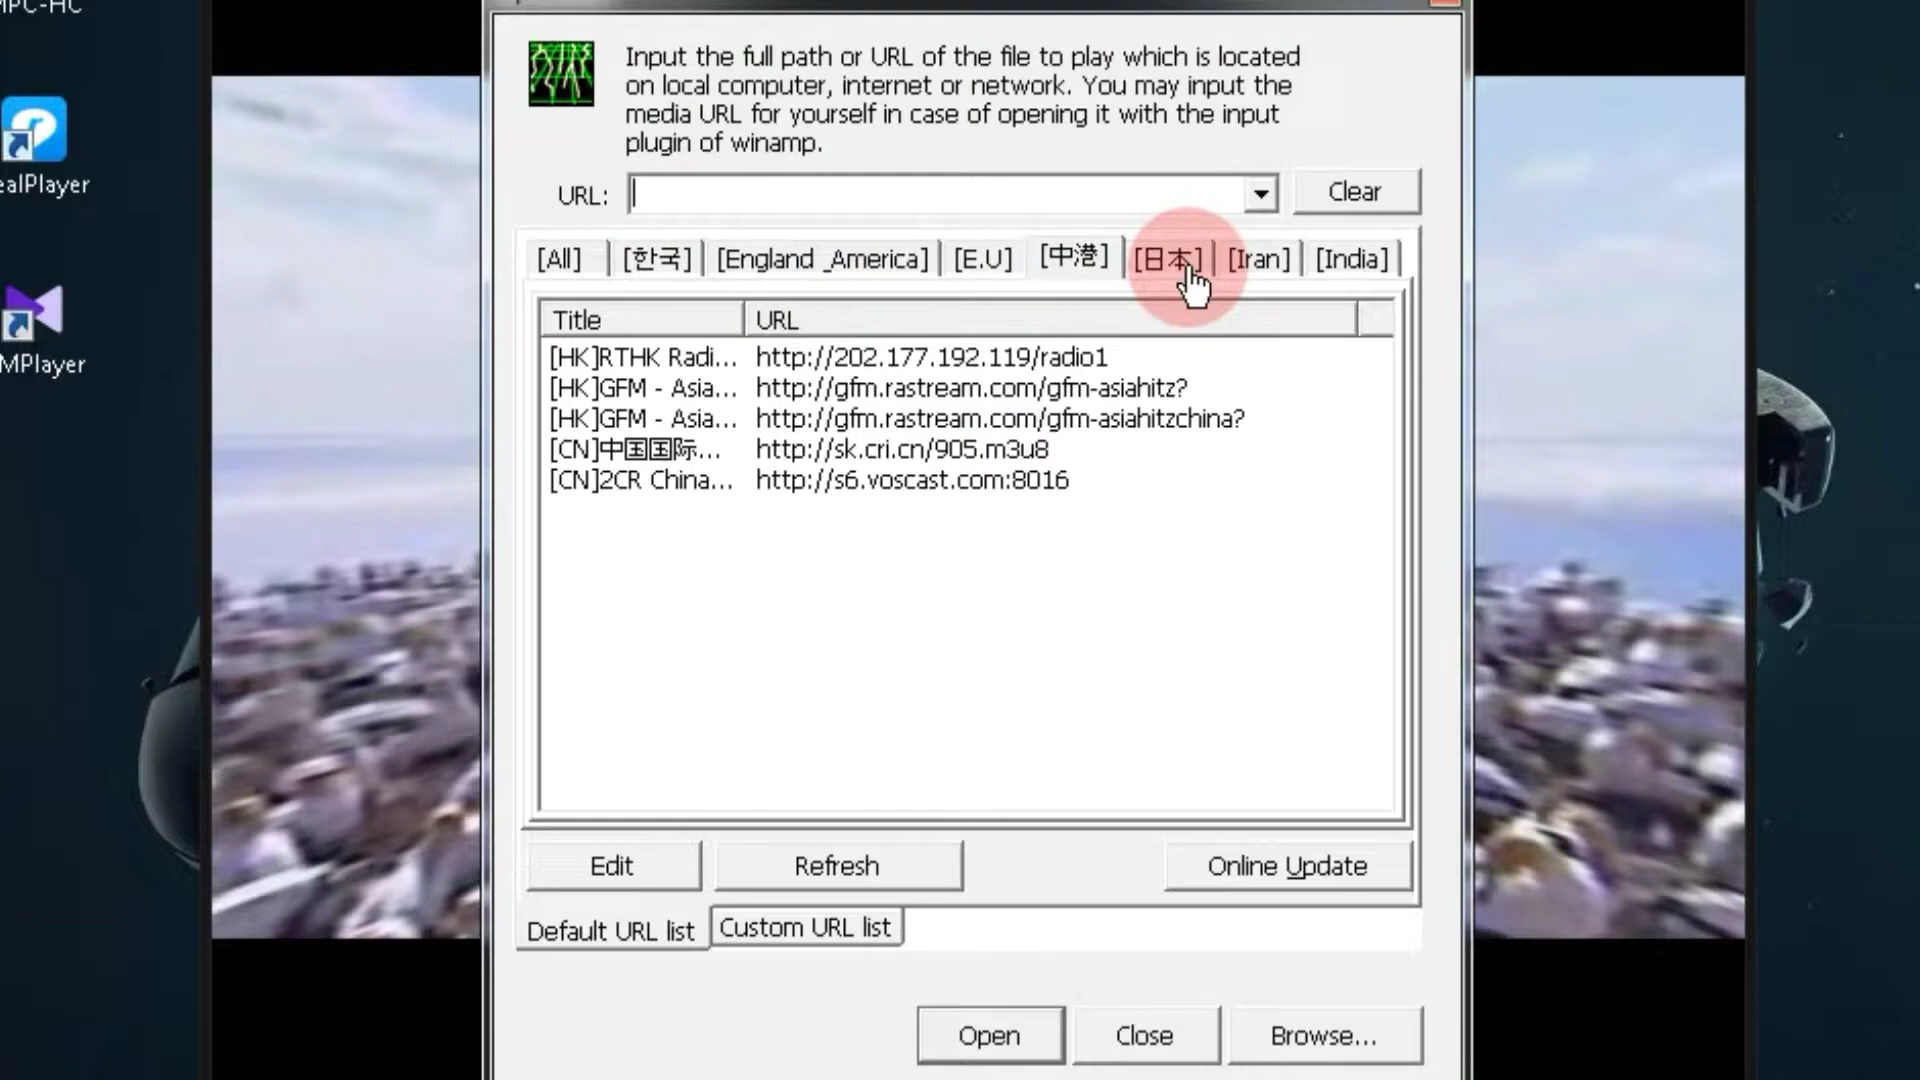 MPC-HC
Input the full path or URL of the file to play which is located
on local computer, internet or network. You may input the
media URL for yourself in case of opening it with the input
plugin of winamp.
URL:
Clear
[All] [한국] [England _America] [E.U] [中港] [日本] [Iran] [India]
Title URL
[HK]RTHK Radi... http://202.177.192.119/radio1
[HK]GFM - Asia... http://gfm.rastream.com/gfm-asiahitz?
[HK]GFM - Asia... http://gfm.rastream.com/gfm-asiahitzchina?
[CN]中国国际... http://sk.cri.cn/905.m3u8
[CN]2CR China... http://s6.voscast.com:8016
Edit Refresh Online Update
Default URL list Custom URL list
Open Close Browse...
ealPlayer
MPlayer